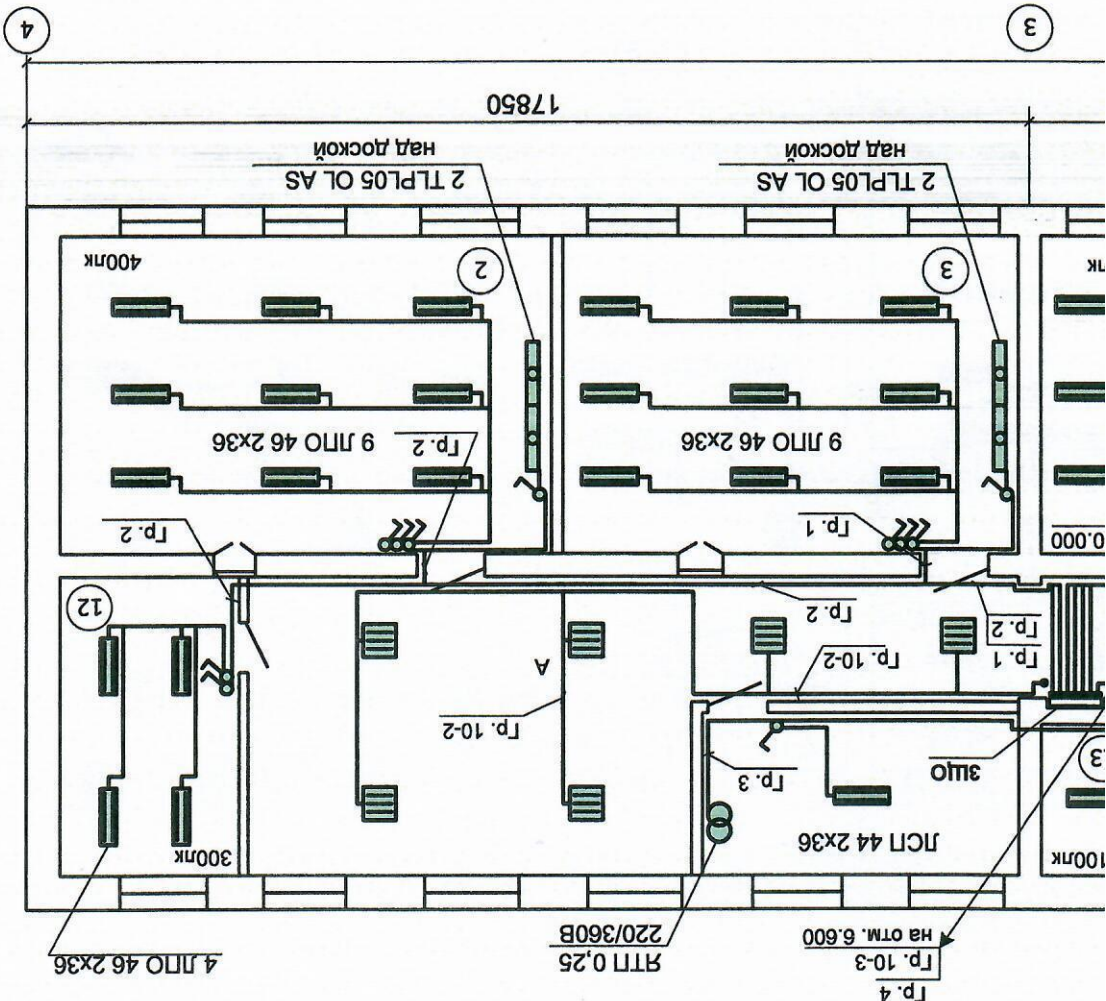 Гр. 4
Гр. 10-3
на отм. 6.600
ЯТП 0,25
220/360В
4 ЛПО 46 2х36
100лк
ЛСП 44 2х36
300лк
3ЩО
Гр. 3
Гр. 10-2
Гр. 10-2
А
Гр. 1
Гр. 2
Гр. 2
12
0.000
Гр. 1
Гр. 2
Гр. 2
9 ЛПО 46 2х36
9 ЛПО 46 2х36
лк
3
2
400лк
2 TLPL05 OL AS
над доской
2 TLPL05 OL AS
над доской
17850
3
4